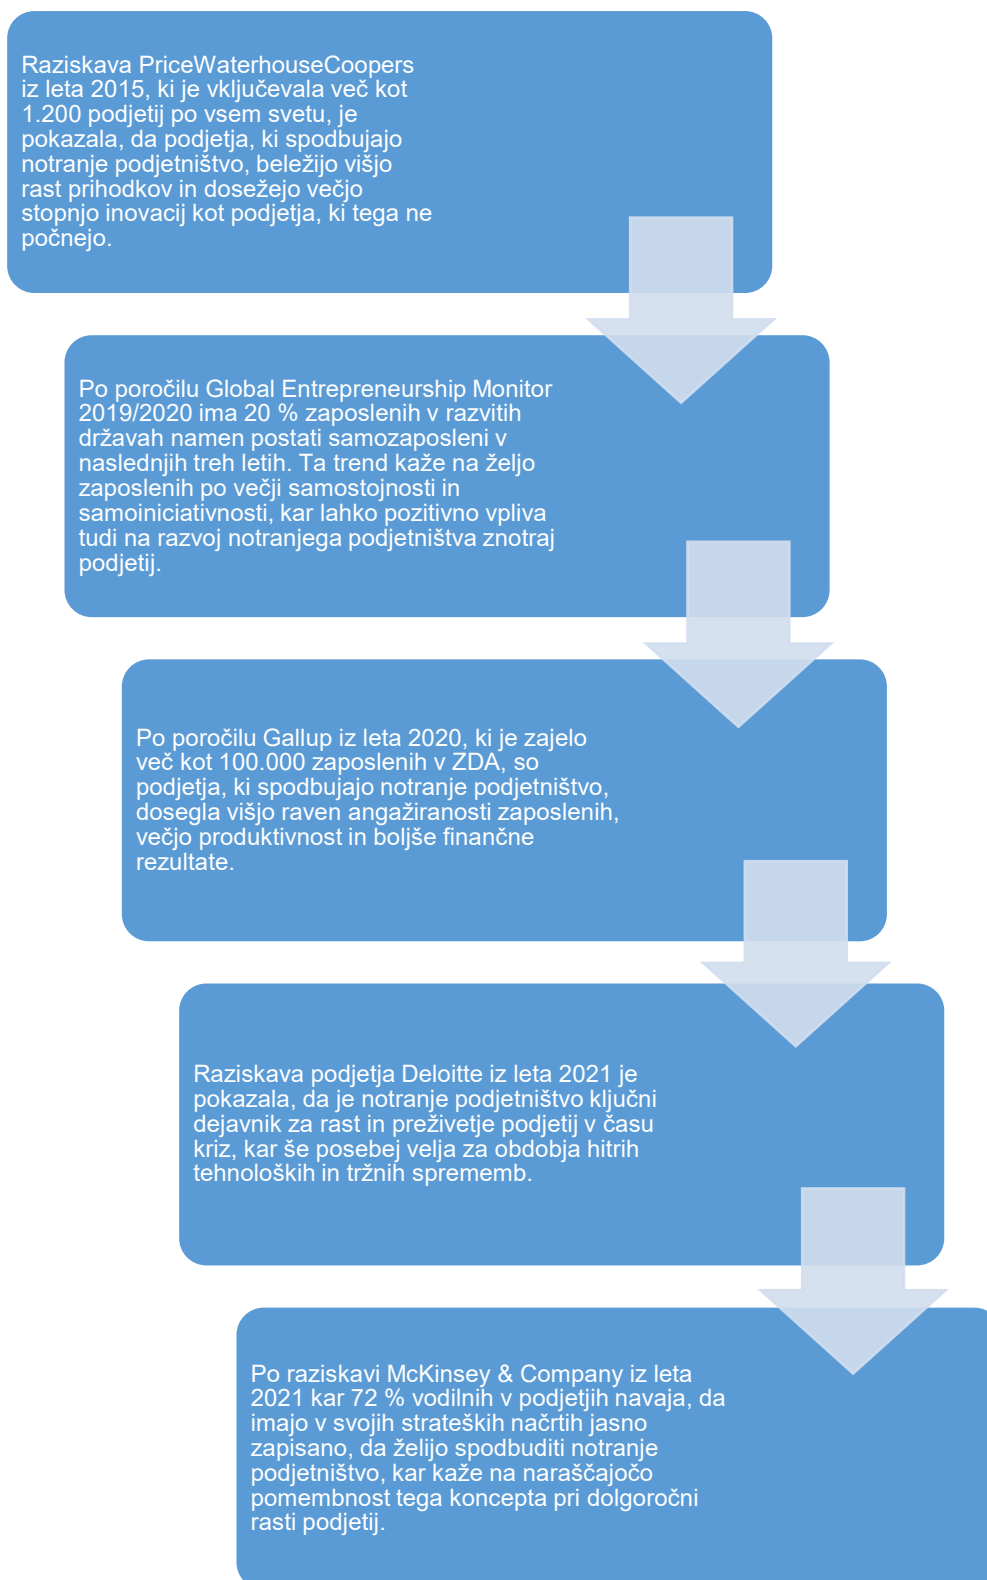 Raziskava PriceWaterhouseCoopers
iz leta 2015, ki je vključevala več kot
1.200 podjetij po vsem svetu, je
pokazala, da podjetja, ki spodbujajo
notranje podjetništvo, beležijo višjo
rast prihodkov in dosežejo večjo
stopnjo inovacij kot podjetja, ki tega ne
počnejo.
Po poročilu Global Entrepreneurship Monitor
2019/2020 ima 20 % zaposlenih v razvitih
državah namen postati samozaposleni v
naslednjih treh letih. Ta trend kaže na željo
zaposlenih po večji samostojnosti in
samoiniciativnosti, kar lahko pozitivno vpliva
tudi na razvoj notranjega podjetništva znotraj
podjetij.
Po poročilu Gallup iz leta 2020, ki je zajelo
več kot 100.000 zaposlenih v ZDA, so
podjetja, ki spodbujajo notranje podjetništvo,
dosegla višjo raven angažiranosti zaposlenih,
večjo produktivnost in boljše finančne
rezultate.
Raziskava podjetja Deloitte iz leta 2021 je
pokazala, da je notranje podjetništvo ključni
dejavnik za rast in preživetje podjetij v času
kriz, kar še posebej velja za obdobja hitrih
tehnoloških in tržnih sprememb.
Po raziskavi McKinsey & Company iz leta
2021 kar 72 % vodilnih v podjetjih navaja, da
imajo v svojih strateških načrtih jasno
zapisano, da želijo spodbuditi notranje
podjetništvo, kar kaže na naraščajočo
pomembnost tega koncepta pri dolgoročni
rasti podjetij.